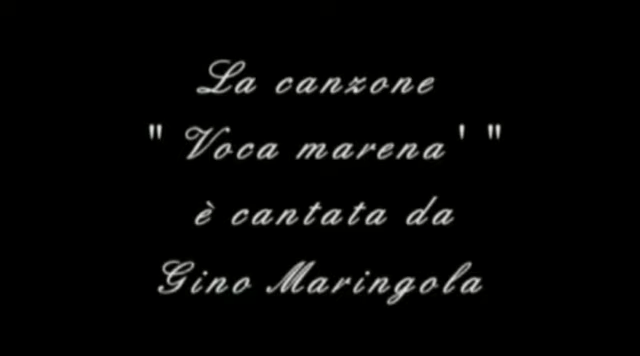 La canzone
" Voca marena' "
è cantata da
Gino Maringola